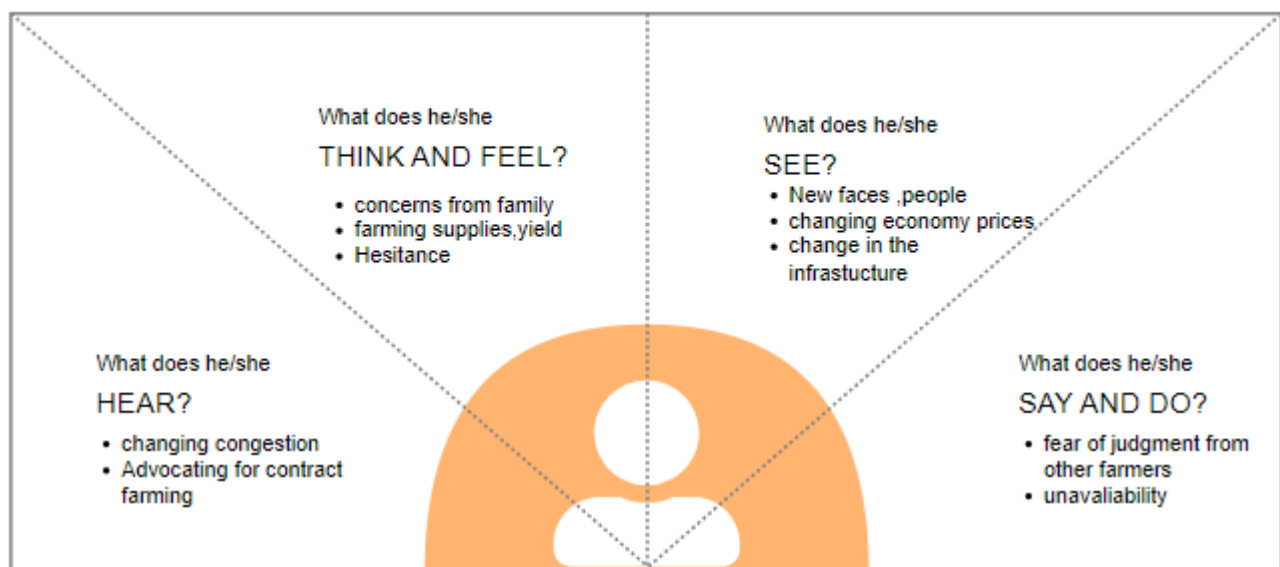 What does he/she
THINK AND FEEL?
• concerns from family
• farming supplies,yield
• Hesitance
What does he/she
SEE?
• New faces ,people
• changing economy prices
• change in the
infrastucture
What does he/she
HEAR?
• changing congestion
• Advocating for contract
farming
What does he/she
SAY AND DO?
• fear of judgment from
other farmers
• unavaliability